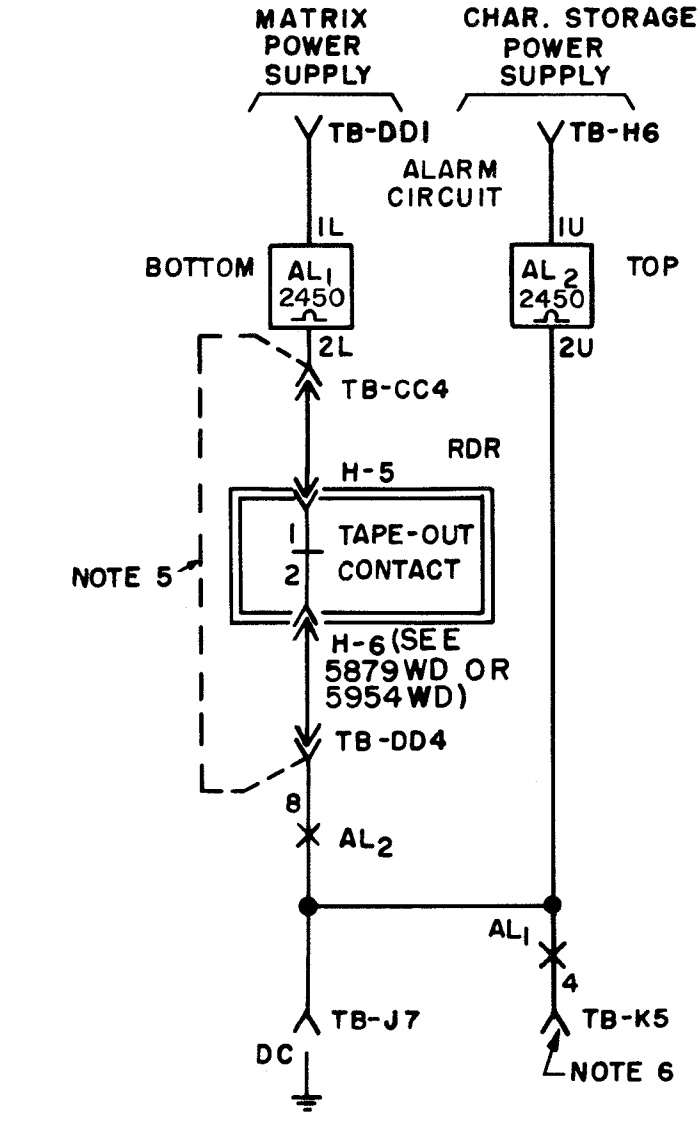 MATRIX
POWER
SUPPLY
CHAR. STORAGE
POWER
SUPPLY
TB-DD1
TB-H6
ALARM
CIRCUIT
1L
1U
BOTTOM
AL1
2450
AL2
2450
TOP
2L
2U
TB-CC4
RDR
H-5
1
2
TAPE-OUT
CONTACT
NOTE 5
H-6 (SEE
5879WD OR
5954WD)
TB-DD4
8
AL2
AL1
4
TB-J7
TB-K5
DC
NOTE 6